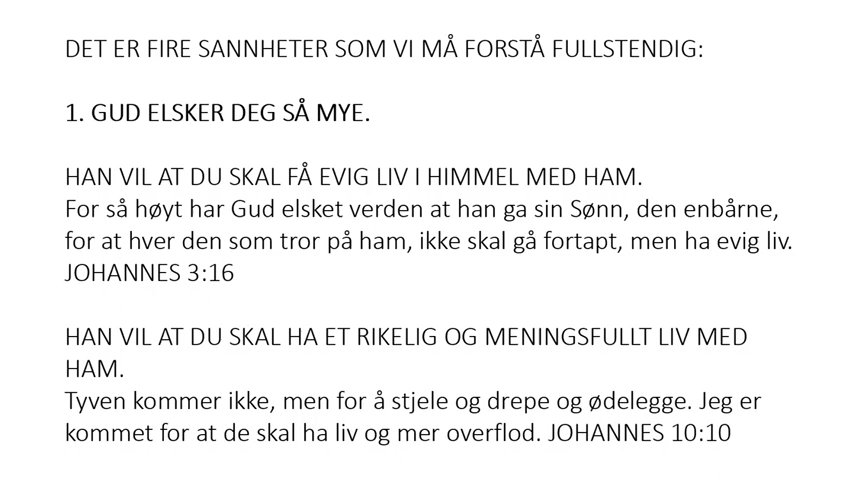 DET ER FIRE SANNHETER SOM VI MÅ FORSTÅ FULLSTENDIG:
1. GUD ELSKER DEG SÅ MYE.
HAN VIL AT DU SKAL FÅ EVIG LIV I HIMMEL MED HAM.
For så høyt har Gud elsket verden at han ga sin Sønn, den enbårne,
for at hver den som tror på ham, ikke skal gå fortapt, men ha evig liv.
JOHANNES 3:16
HAN VIL AT DU SKAL HA ET RIKELIG OG MENINGSFULLT LIV MED
HAM.
Tyven kommer ikke, men for å stjele og drepe og ødelegge. Jeg er
kommet for at de skal ha liv og mer overflod. JOHANNES 10:10